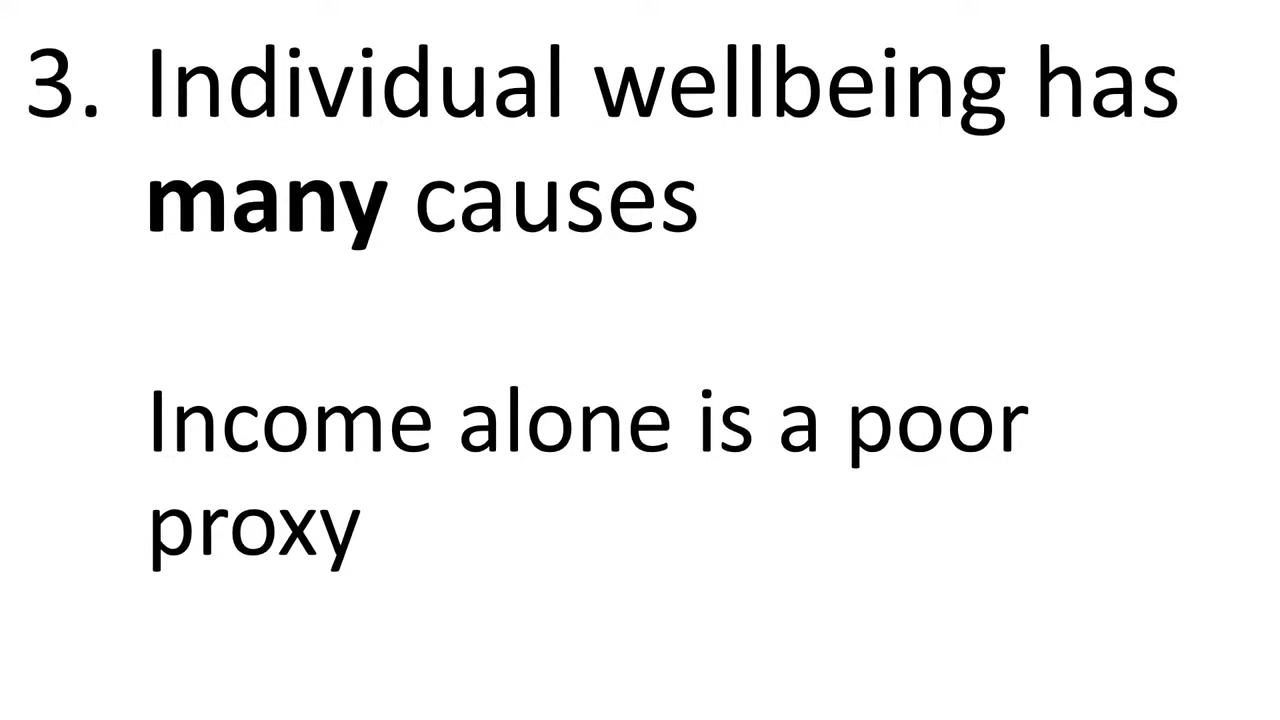 3. Individual wellbeing has
many causes
Income alone is a poor
proxy